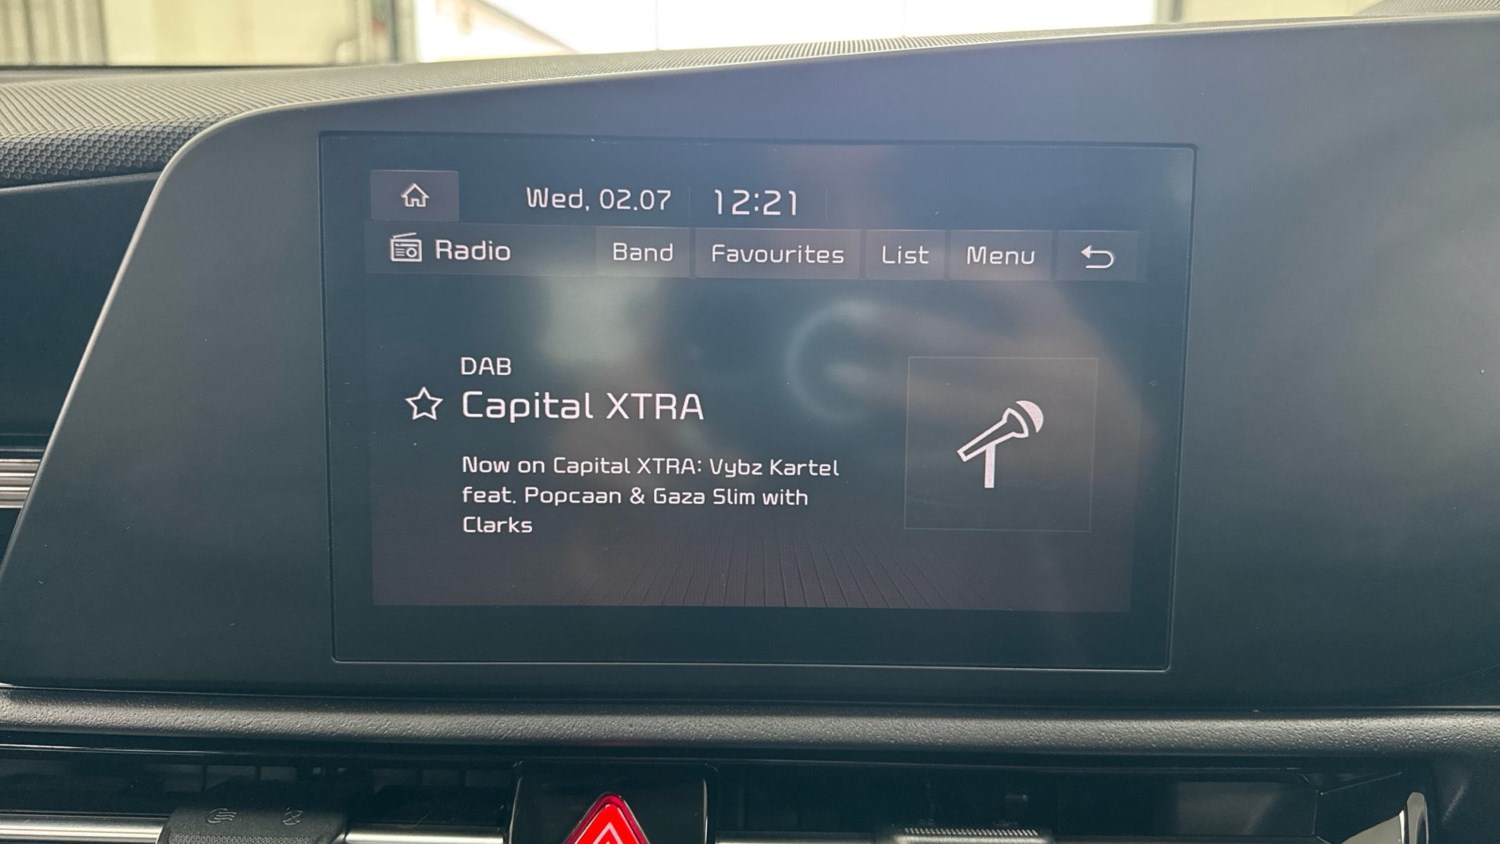 Wed, 02.07 12:21
Radio Band Favourites List Menu
DAB
Capital XTRA
Now on Capital XTRA: Vybz Kartel
feat. Popcaan & Gaza Slim with
Clarks